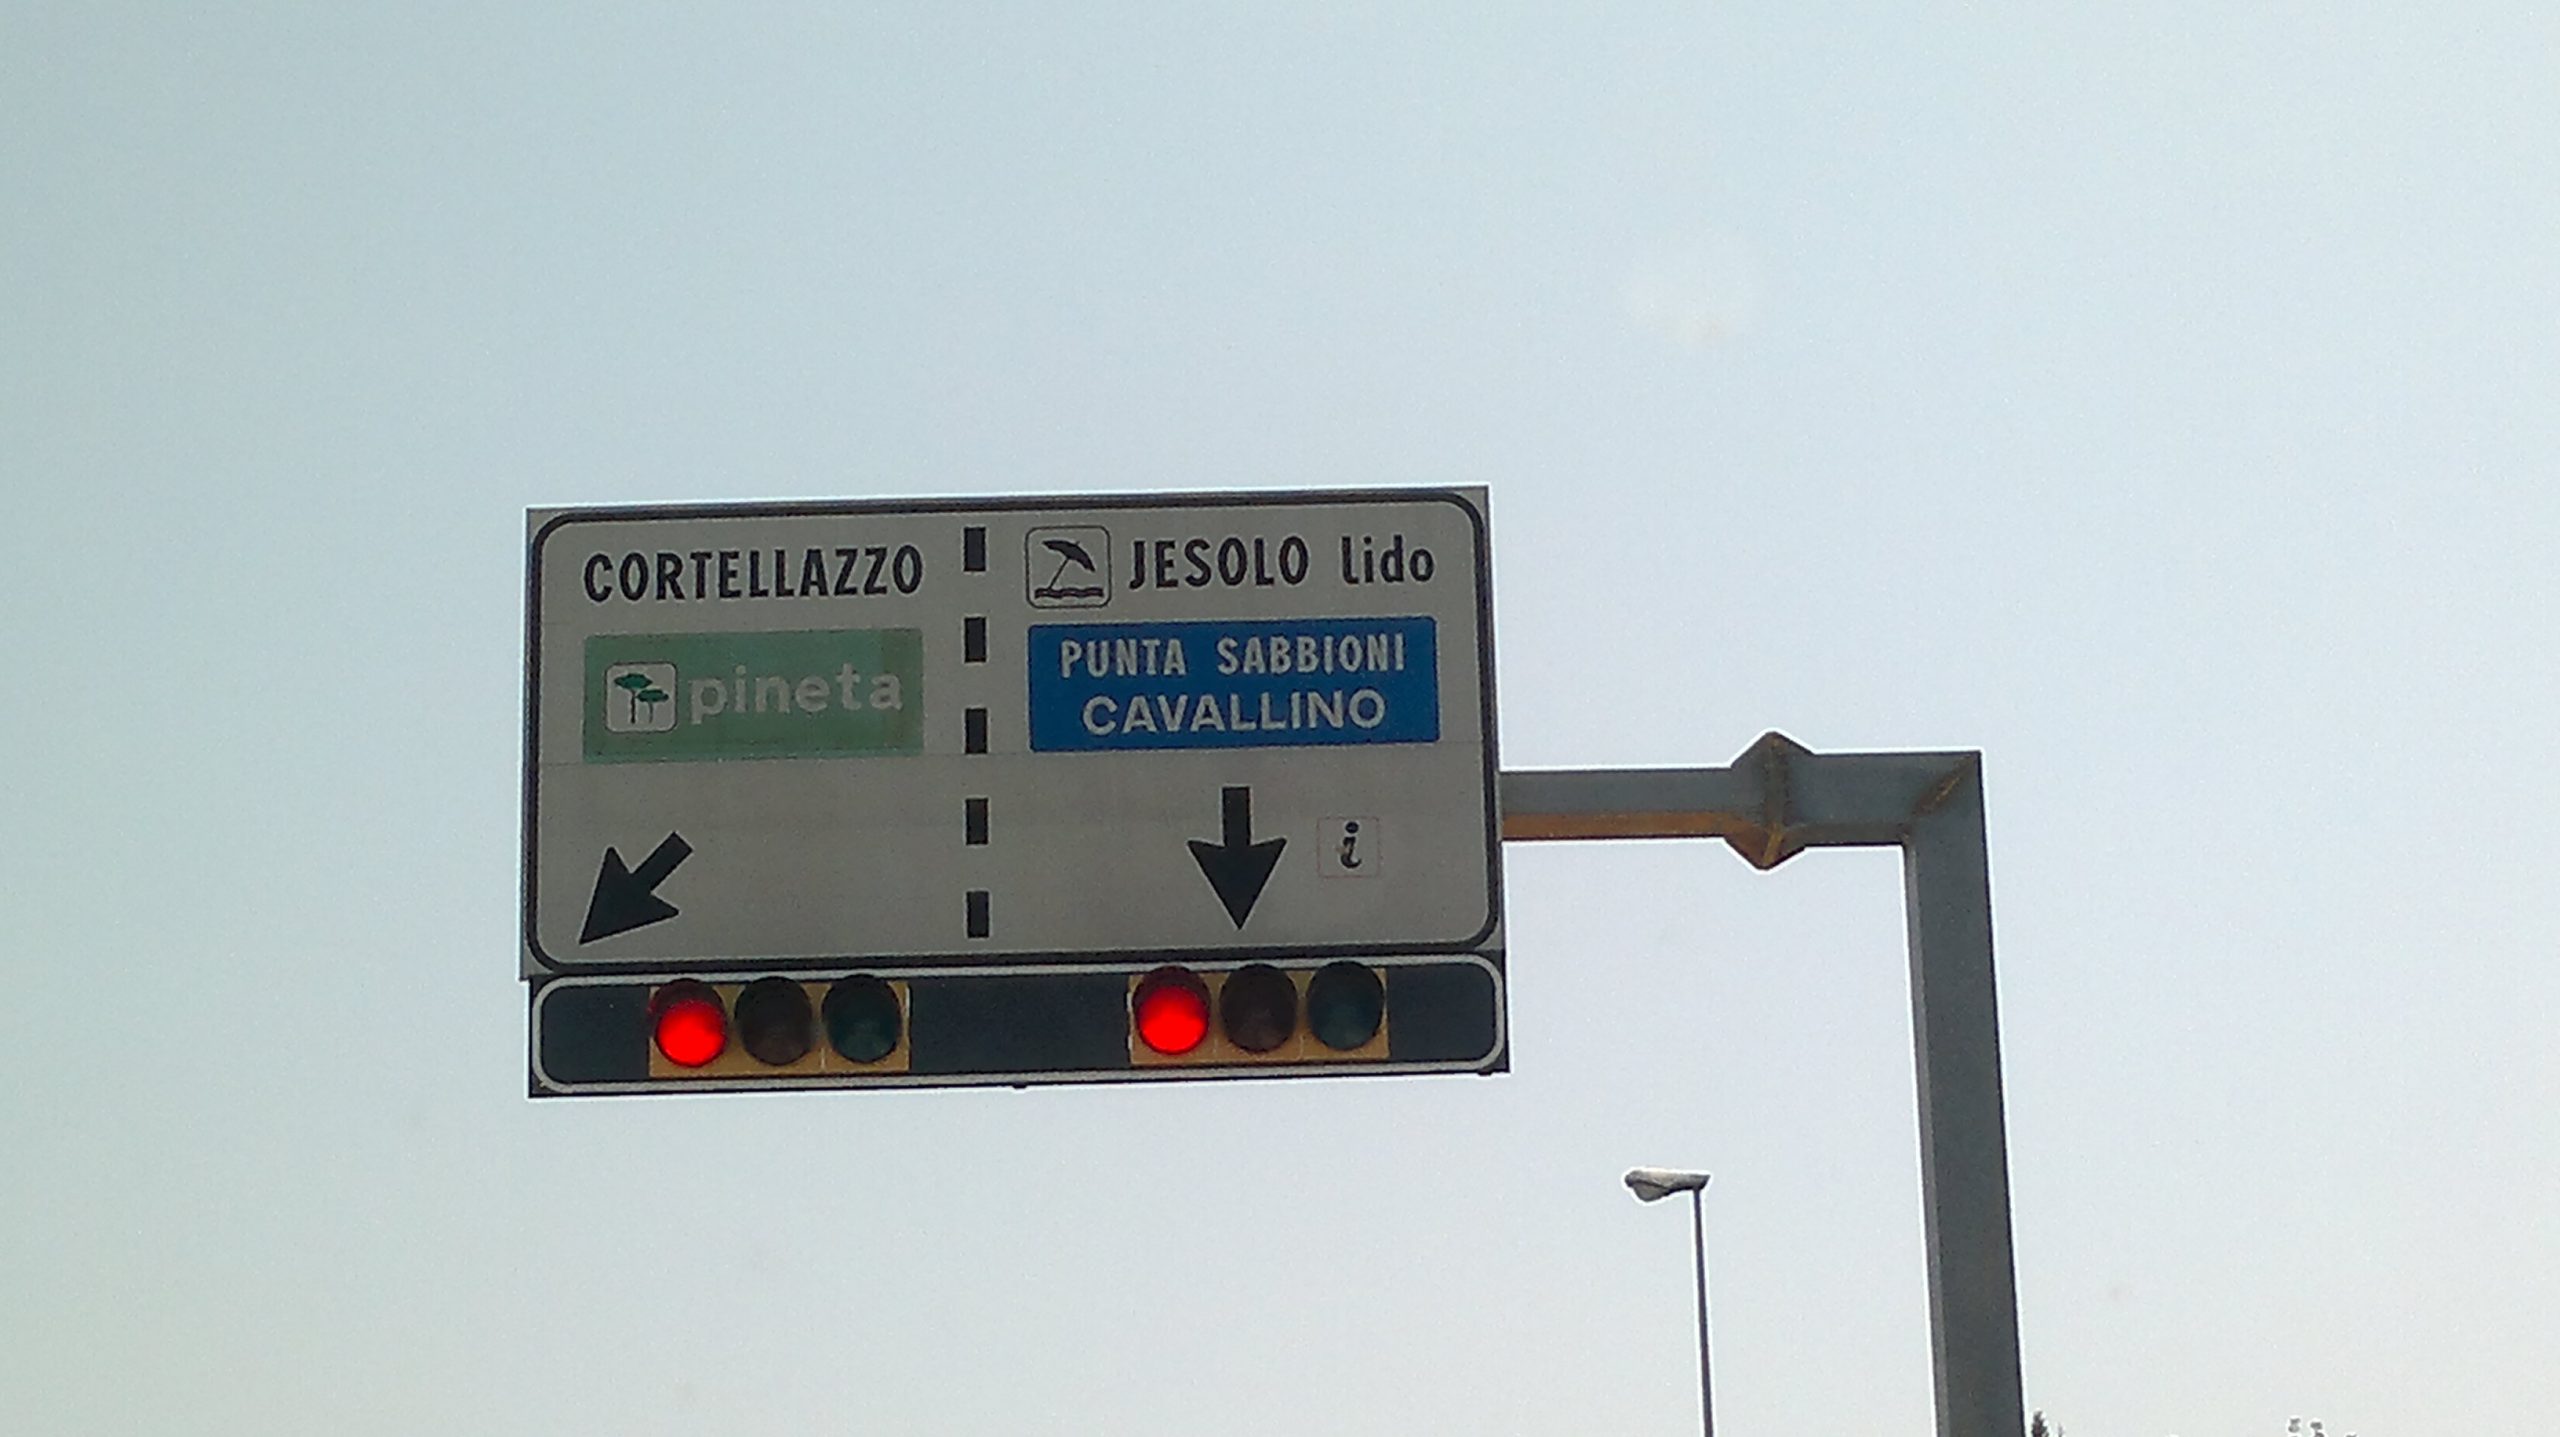 CORTELLAZZO
pineta
JESOLO lido
PUNTA SABBIONI
CAVALLINO
i